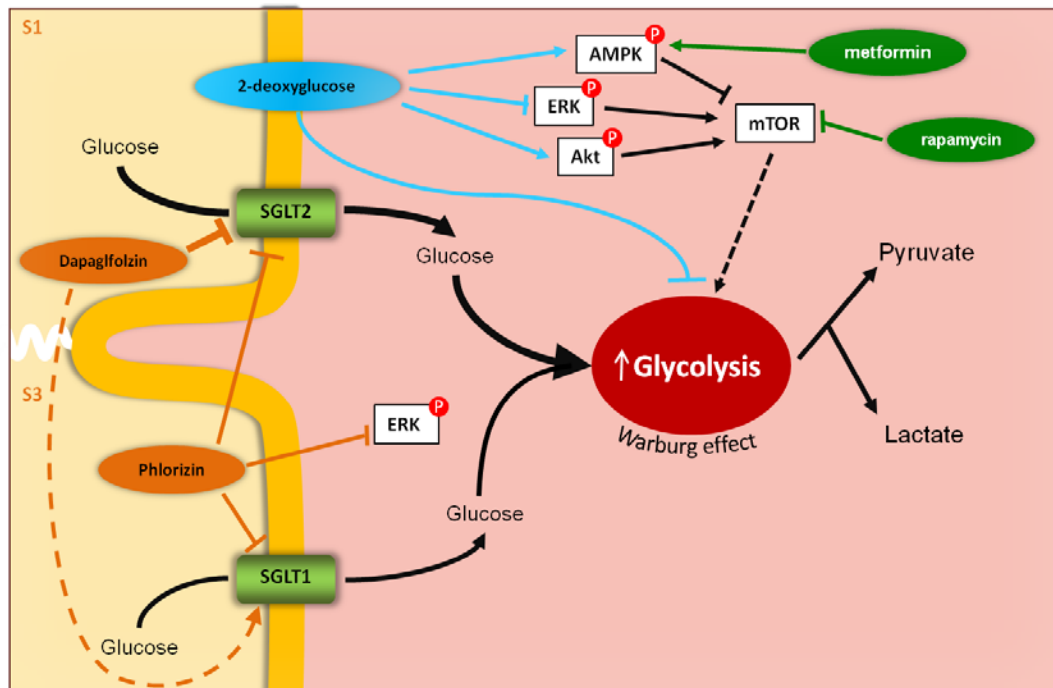 S1
P
AMPK
metformin
2-deoxyglucose
P
ERK
mTOR
P
Akt
rapamycin
Glucose
SGLT2
Dapaglfolzin
Glucose
Pyruvate
↑Glycolysis
Warburg effect
S3
P
ERK
Lactate
Phlorizin
Glucose
SGLT1
Glucose